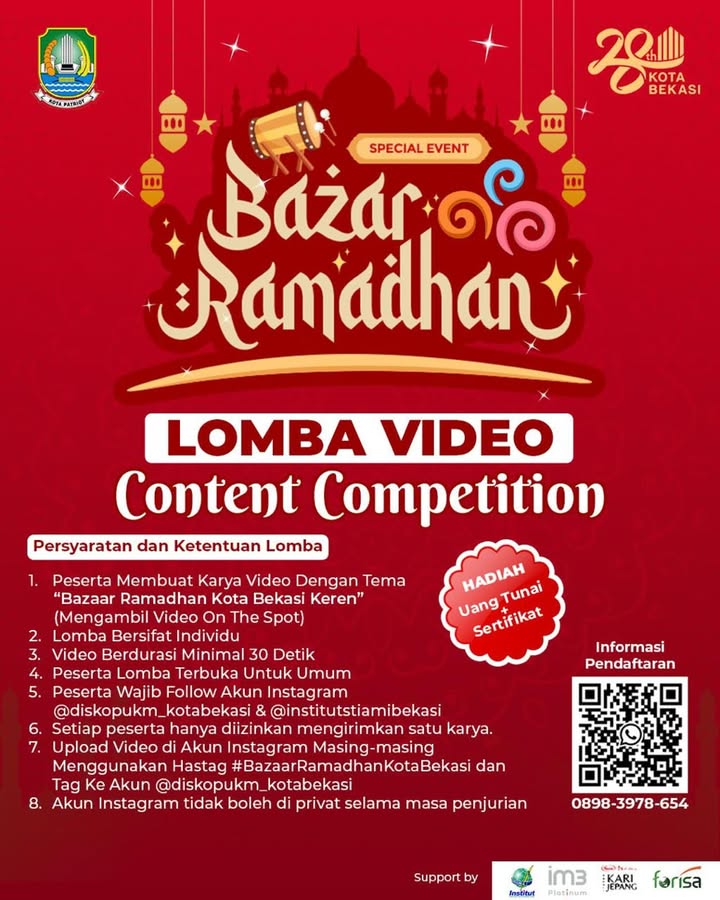 KOTA PATRIOT
28th
KOTA
BEKASI
SPECIAL EVENT
Bazar
Ramadhan
LOMBA VIDEO
Content Competition
Persyaratan dan Ketentuan Lomba
1. Peserta Membuat Karya Video Dengan Tema
“Bazaar Ramadhan Kota Bekasi Keren”
(Mengambil Video On The Spot)
2. Lomba Bersifat Individu
3. Video Berdurasi Minimal 30 Detik
4. Peserta Lomba Terbuka Untuk Umum
5. Peserta Wajib Follow Akun Instagram
@diskopukm_kotabekasi & @institutstiamibekasi
6. Setiap peserta hanya diizinkan mengirimkan satu karya.
7. Upload Video di Akun Instagram Masing-masing
Menggunakan Hastag #BazaarRamadhanKotaBekasi dan
Tag Ke Akun @diskopukm_kotabekasi
8. Akun Instagram tidak boleh di privat selama masa penjurian
HADIAH
Uang Tunai
+
Sertifikat
Informasi
Pendaftaran
0898-3978-654
Support by
Institut
im3
Platinum
KARI
JEPANG
forisa